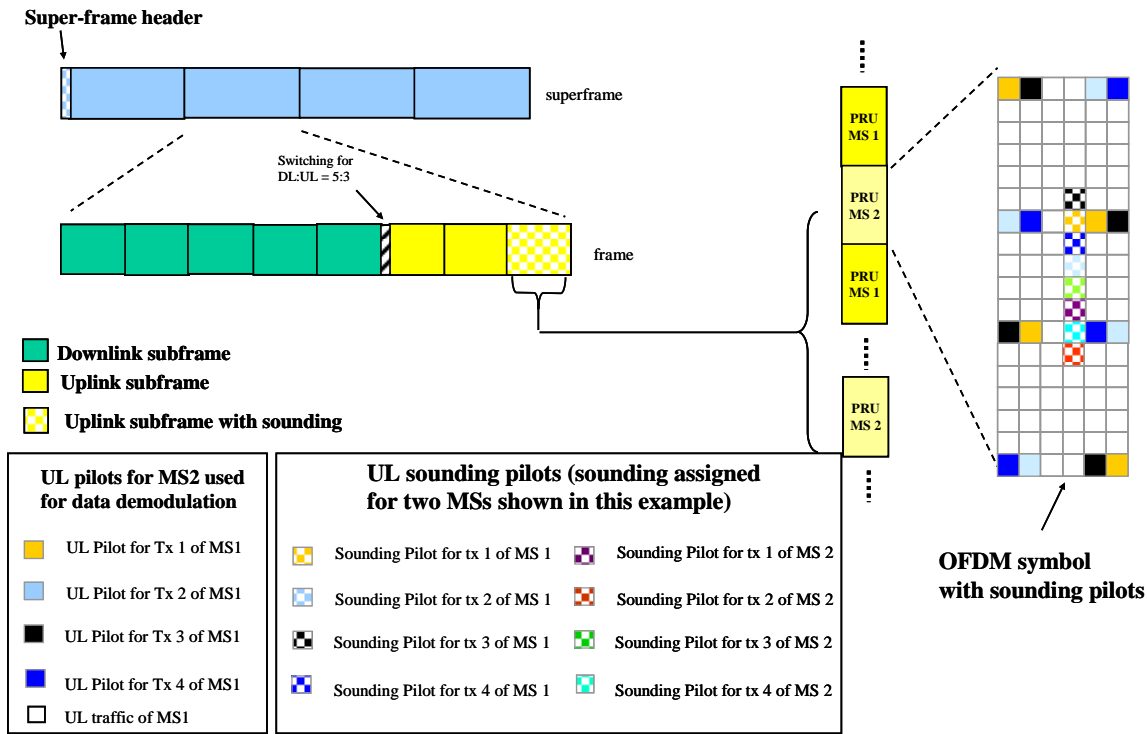 Super-frame header
superframe
Switching for
DL:UL = 5:3
frame
PRU
MS 1
PRU
MS 2
PRU
MS 1
PRU
MS 2
Downlink subframe
Uplink subframe
Uplink subframe with sounding
UL pilots for MS2 used
for data demodulation
UL Pilot for Tx 1 of MS1
UL Pilot for Tx 2 of MS1
UL Pilot for Tx 3 of MS1
UL Pilot for Tx 4 of MS1
UL traffic of MS1
UL sounding pilots (sounding assigned
for two MSs shown in this example)
Sounding Pilot for tx 1 of MS 1
Sounding Pilot for tx 2 of MS 1
Sounding Pilot for tx 3 of MS 1
Sounding Pilot for tx 4 of MS 1
Sounding Pilot for tx 1 of MS 2
Sounding Pilot for tx 2 of MS 2
Sounding Pilot for tx 3 of MS 2
Sounding Pilot for tx 4 of MS 2
OFDM symbol
with sounding pilots